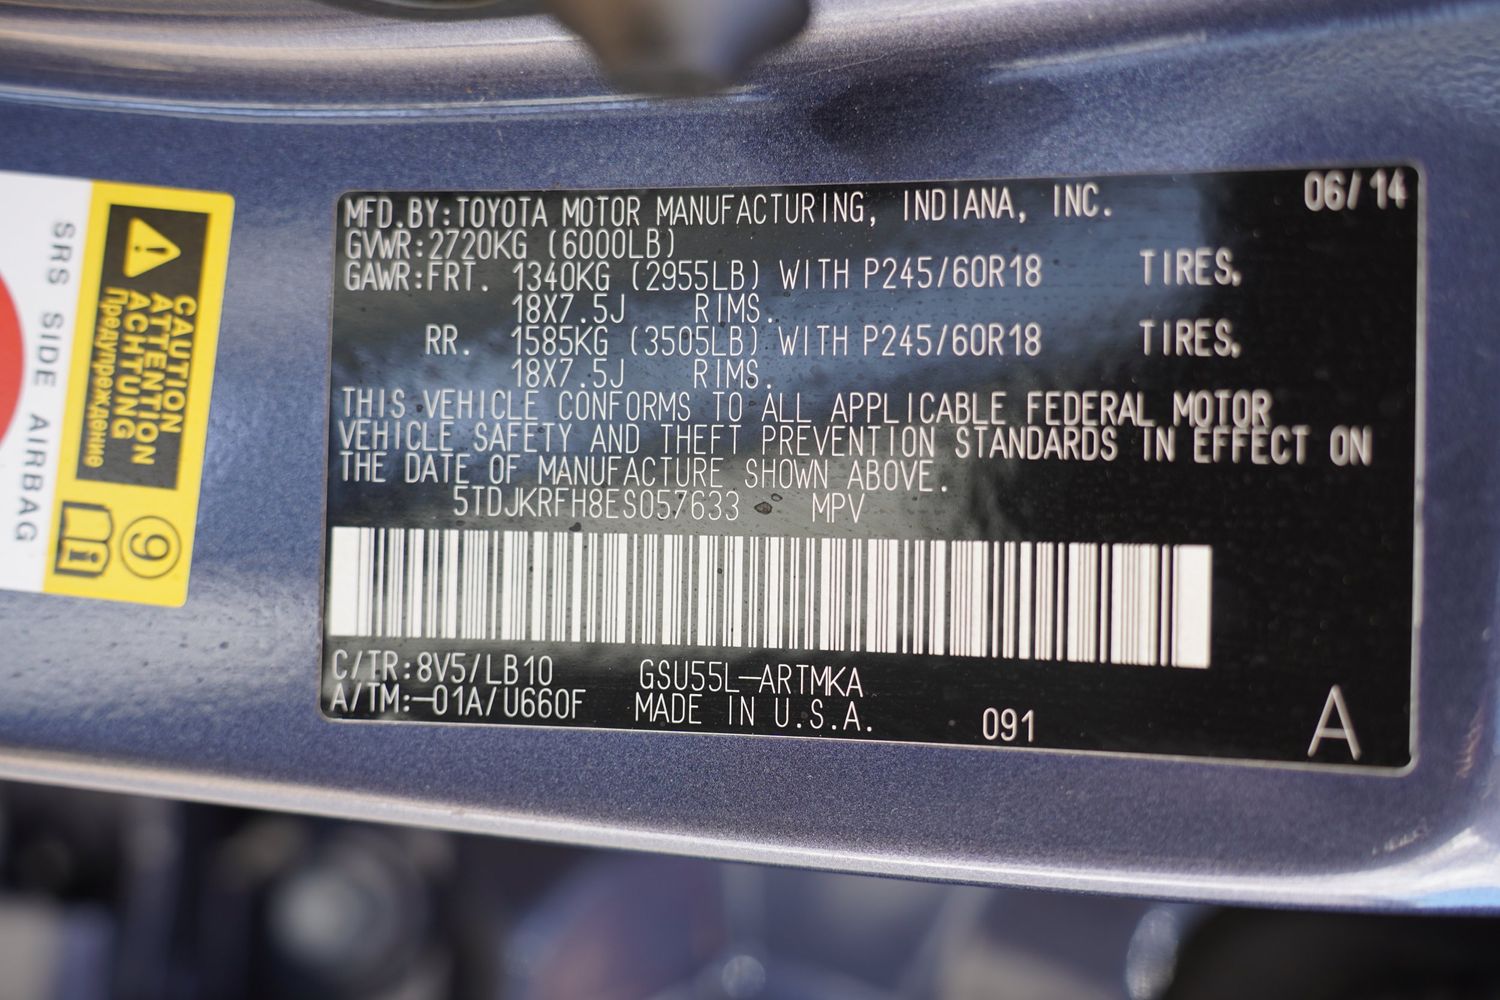 MFD.BY:TOYOTA MOTOR MANUFACTURING, INDIANA, INC. 06/14
GVWR:2720KG (6000LB)
GAWR:FRT. 1340KG (2955LB) WITH P245/60R18 TIRES,
18X7.5J RIMS.
RR. 1585KG (3505LB) WITH P245/60R18 TIRES,
18X7.5J RIMS.
THIS VEHICLE CONFORMS TO ALL APPLICABLE FEDERAL MOTOR
VEHICLE SAFETY AND THEFT PREVENTION STANDARDS IN EFFECT ON
THE DATE OF MANUFACTURE SHOWN ABOVE.
5TDJKRFH8ES057633 MPV
C/TR:8V5/LB10 GSU55L-ARTMKA
A/TM:-01A/U660F MADE IN U.S.A. 091 A
CAUTION
ATTENTION
ACHTUNG
Предупреждение
9
i
SRS SIDE AIRBAG